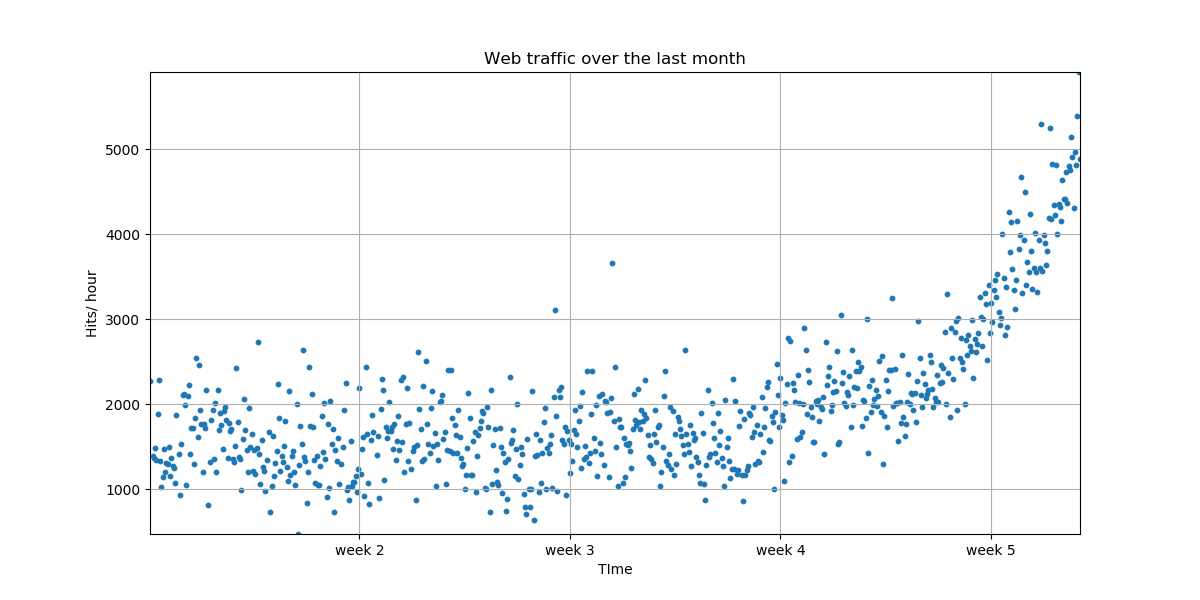 Web traffic over the last month
5000
4000
3000
2000
1000
Hits/ hour
week 2 week 3 week 4 week 5
TIme